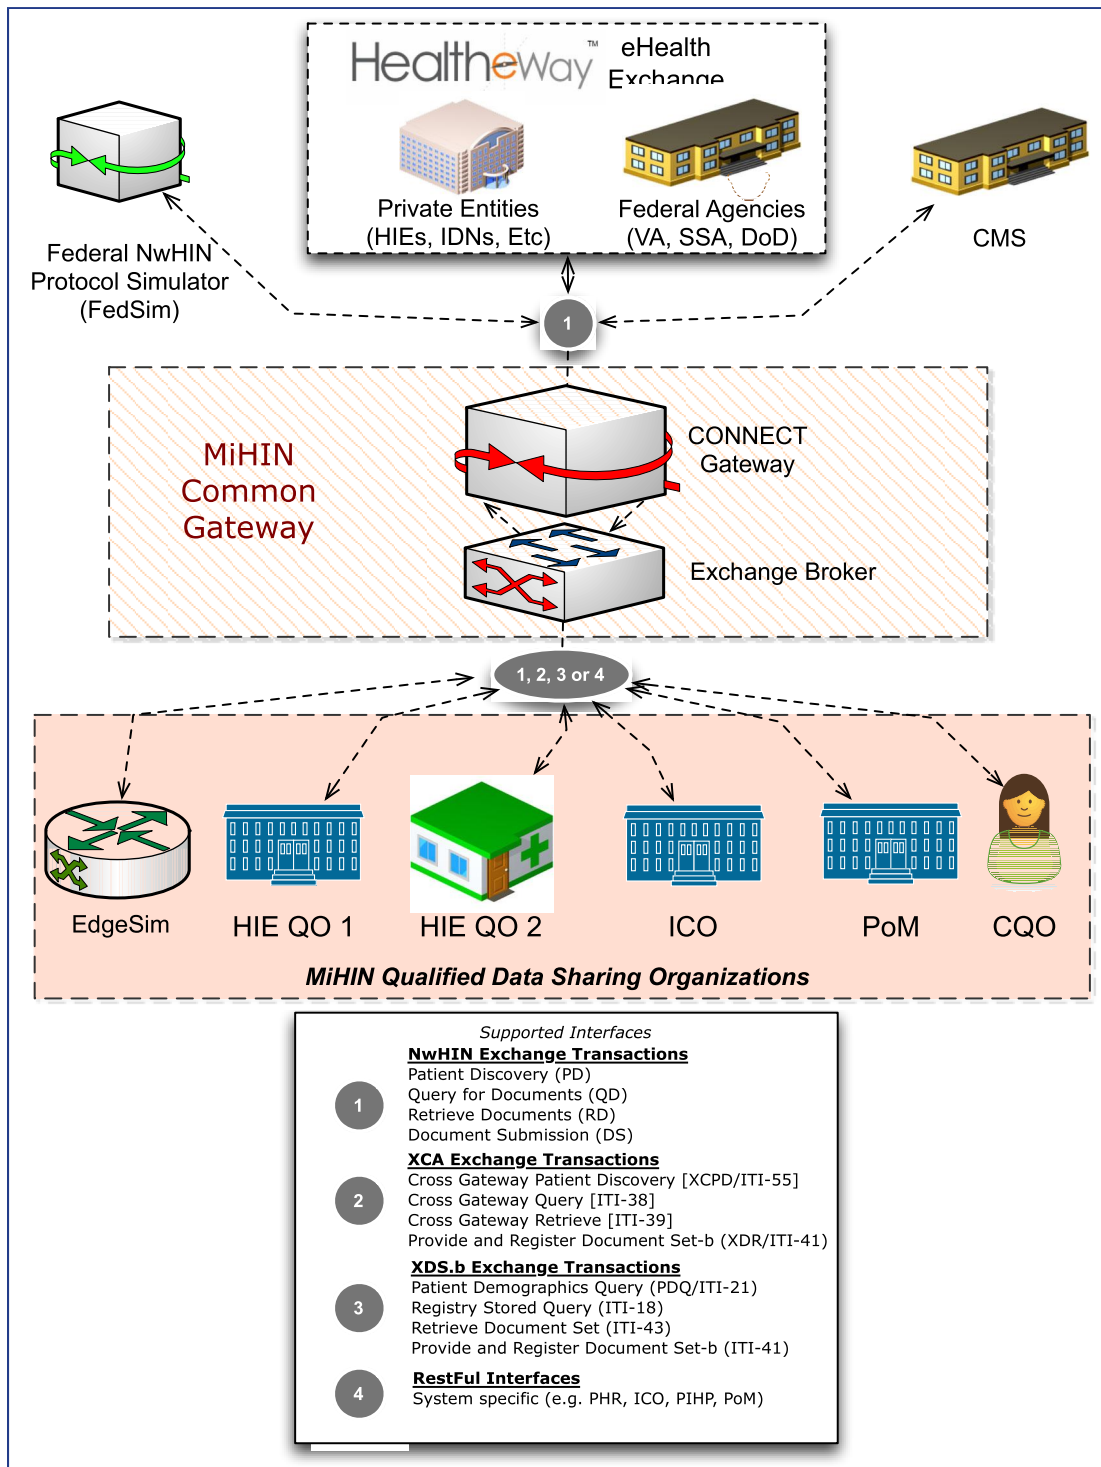 Healtheway™ eHealth
Exchange
Private Entities
(HIEs, IDNs, Etc)
Federal Agencies
(VA, SSA, DoD)
CMS
Federal NwHIN
Protocol Simulator
(FedSim)
1
MiHIN
Common
Gateway
CONNECT
Gateway
Exchange Broker
1, 2, 3 or 4
EdgeSim
HIE QO 1
HIE QO 2
ICO
PoM
CQO
MiHIN Qualified Data Sharing Organizations
Supported Interfaces
1
NwHIN Exchange Transactions
Patient Discovery (PD)
Query for Documents (QD)
Retrieve Documents (RD)
Document Submission (DS)
2
XCA Exchange Transactions
Cross Gateway Patient Discovery [XCPD/ITI-55]
Cross Gateway Query [ITI-38]
Cross Gateway Retrieve [ITI-39]
Provide and Register Document Set-b (XDR/ITI-41)
3
XDS.b Exchange Transactions
Patient Demographics Query (PDQ/ITI-21)
Registry Stored Query (ITI-18)
Retrieve Document Set (ITI-43)
Provide and Register Document Set-b (ITI-41)
4
RestFul Interfaces
System specific (e.g. PHR, ICO, PIHP, PoM)